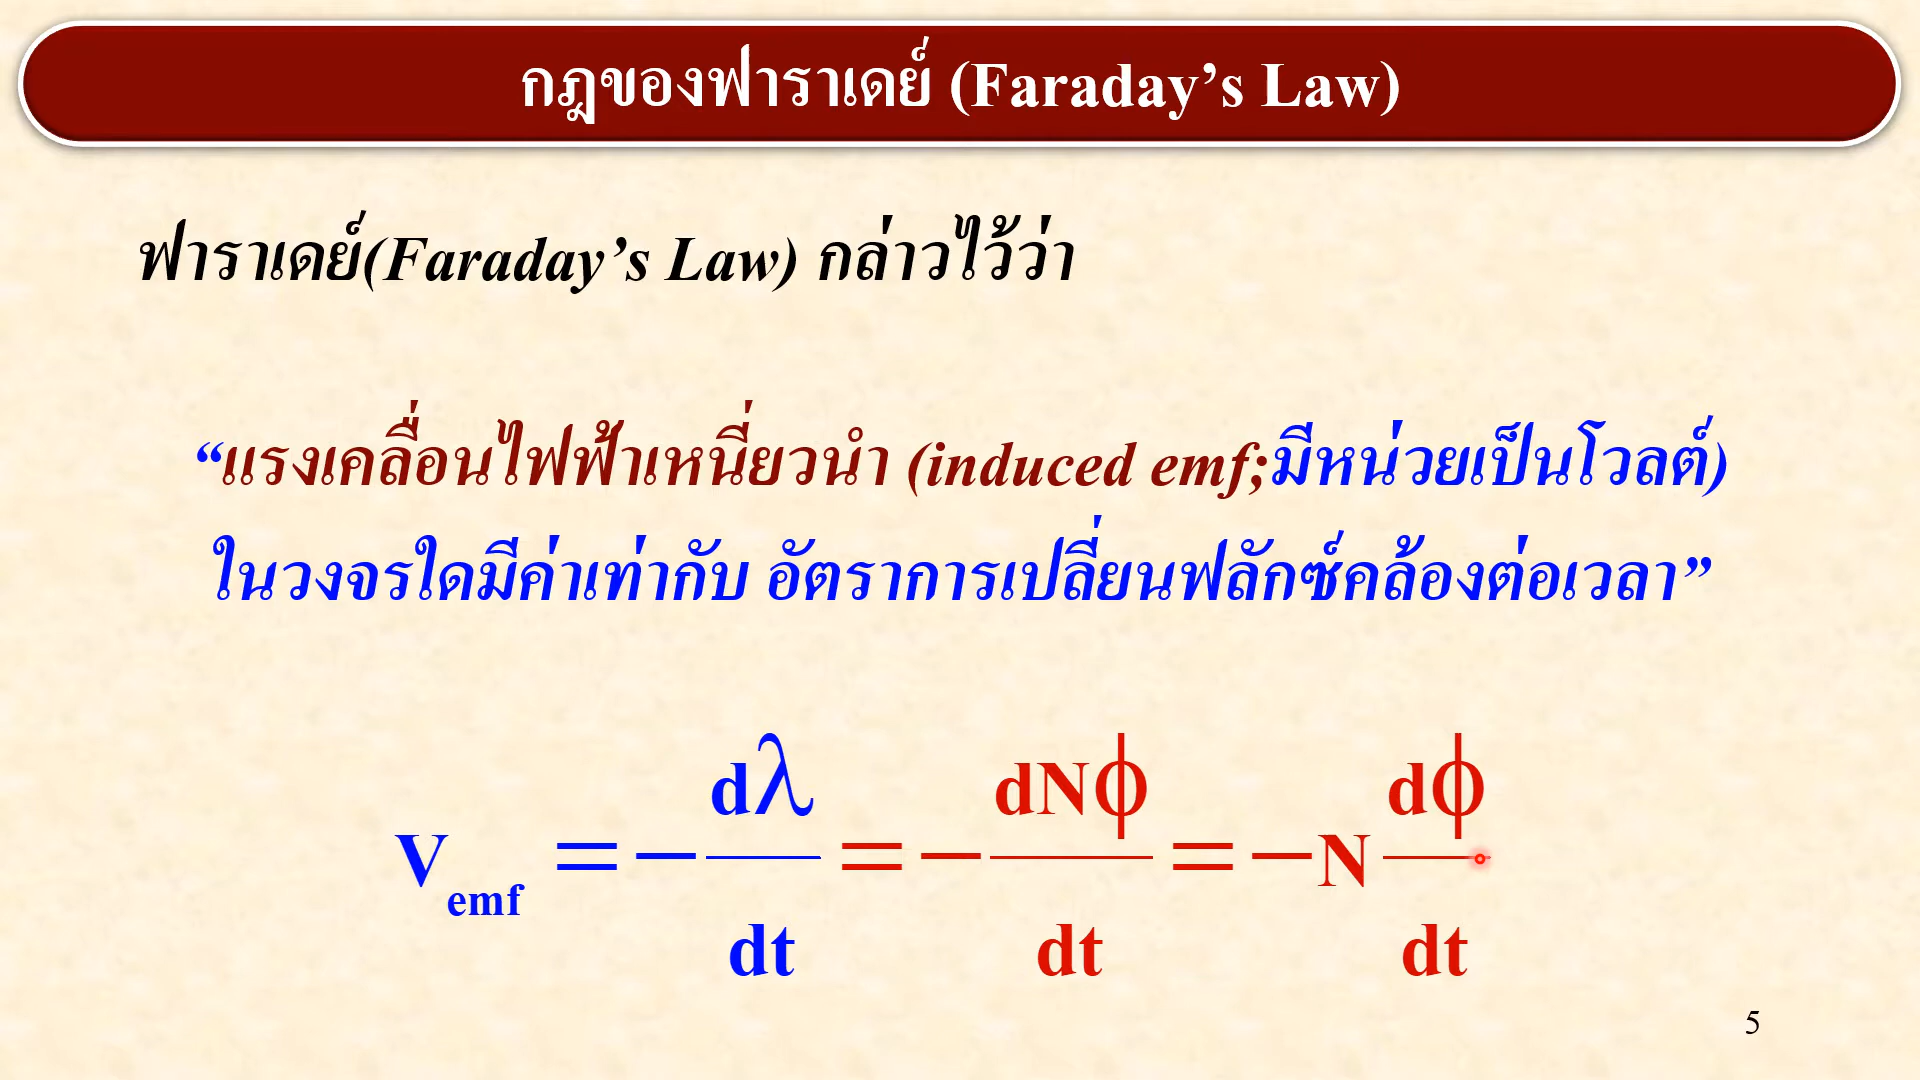 กฎของฟาราเดย์ (Faraday’s Law)
ฟาราเดย์(Faraday’s Law) กล่าวไว้ว่า
“แรงเคลื่อนไฟฟ้าเหนี่ยวนำ (induced emf;มีหน่วยเป็นโวลต์)
ในวงจรใดมีค่าเท่ากับ อัตราการเปลี่ยนฟลักซ์คล้องต่อเวลา”
V_emf = − dλ/dt = − dNϕ/dt = −N dϕ/dt
5